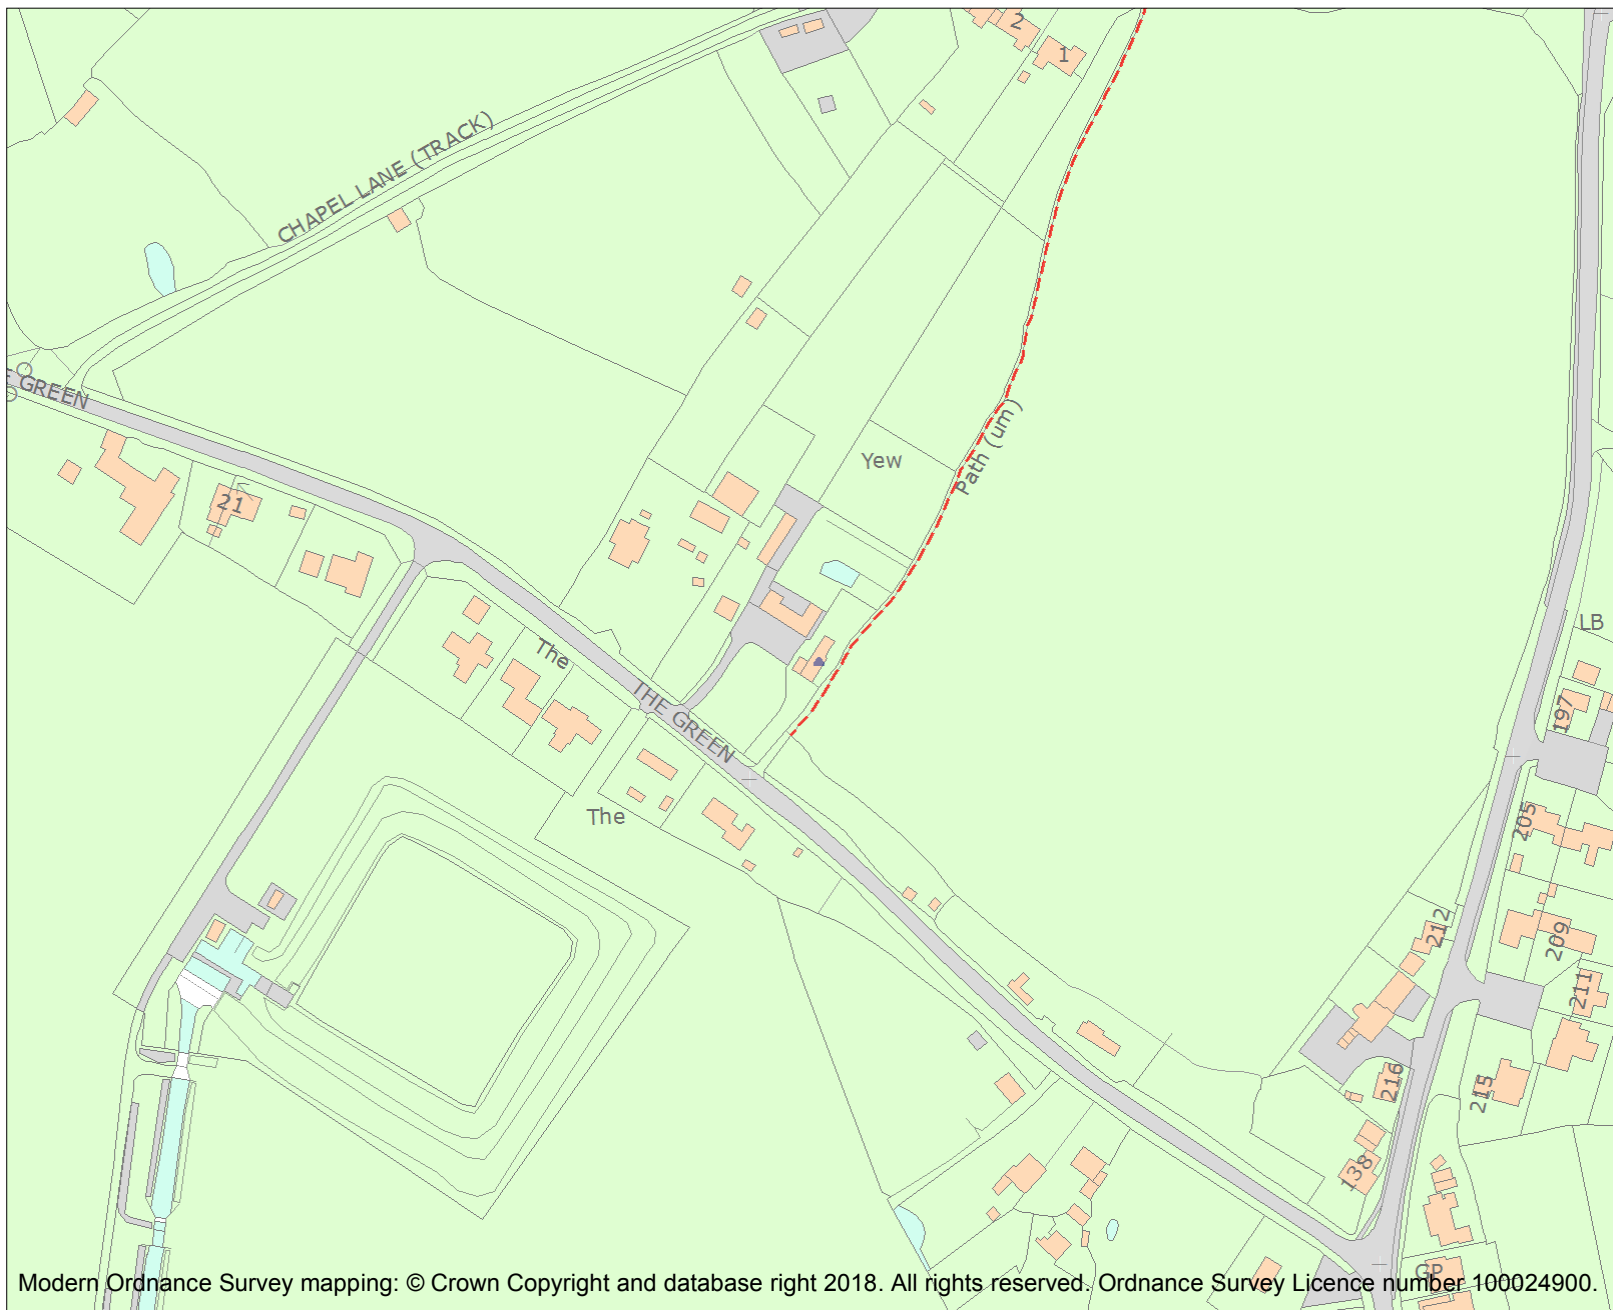 2
1
CHAPEL LANE (TRACK)
E GREEN
Path (um)
Yew
21
LB
The
THE GREEN
197
The
205
212
209
211
216
215
138
GP
Modern Ordnance Survey mapping: © Crown Copyright and database right 2018. All rights reserved. Ordnance Survey Licence number 100024900.